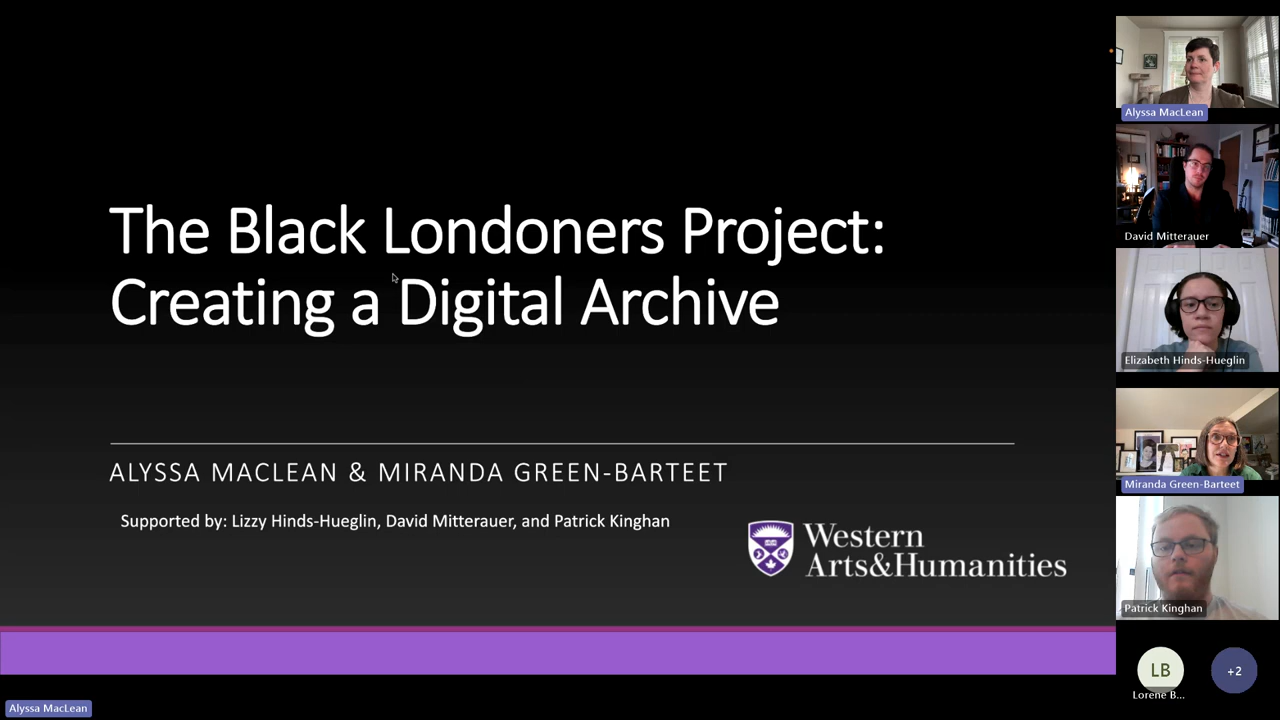 The Black Londoners Project:
Creating a Digital Archive
ALYSSA MACLEAN & MIRANDA GREEN-BARTEET
Supported by: Lizzy Hinds-Hueglin, David Mitterauer, and Patrick Kinghan
Western
Arts&Humanities
Alyssa MacLean
Alyssa MacLean
David Mitterauer
Elizabeth Hinds-Hueglin
Miranda Green-Barteet
Patrick Kinghan
LB
+2
Lorene B...